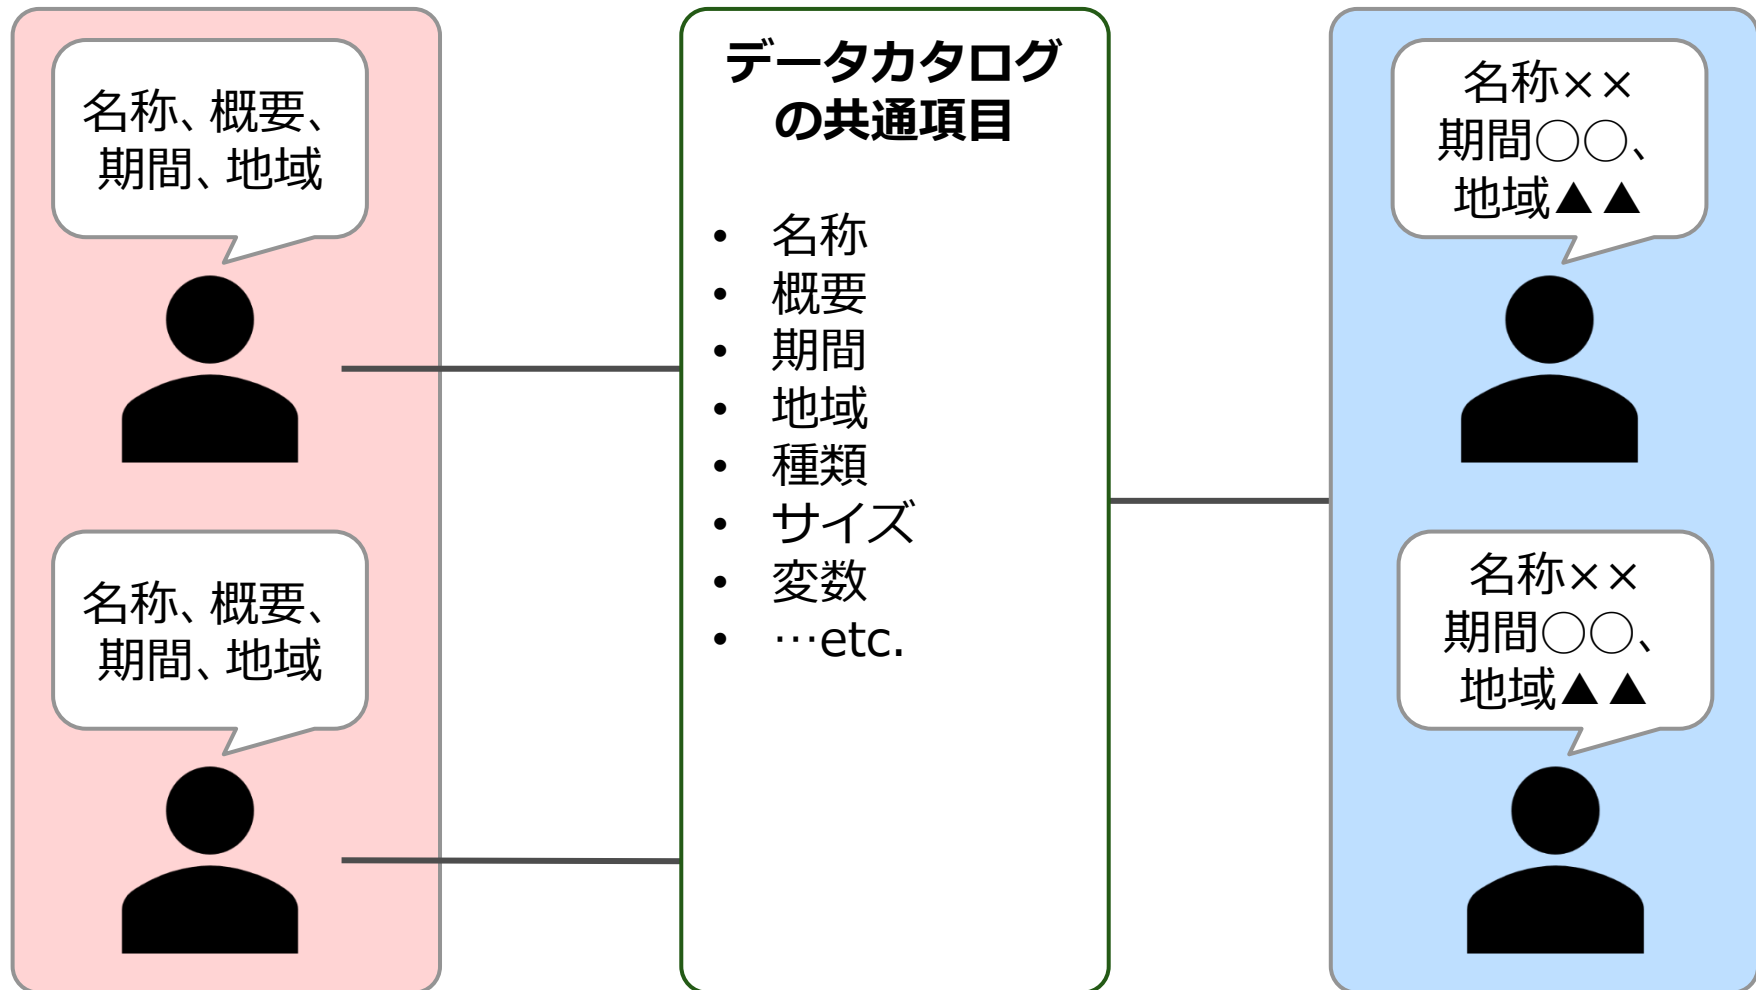 名称、概要、
期間、地域
名称、概要、
期間、地域
データカタログ
の共通項目
• 名称
• 概要
• 期間
• 地域
• 種類
• サイズ
• 変数
• …etc.
名称××
期間○○、
地域▲▲
名称××
期間○○、
地域▲▲